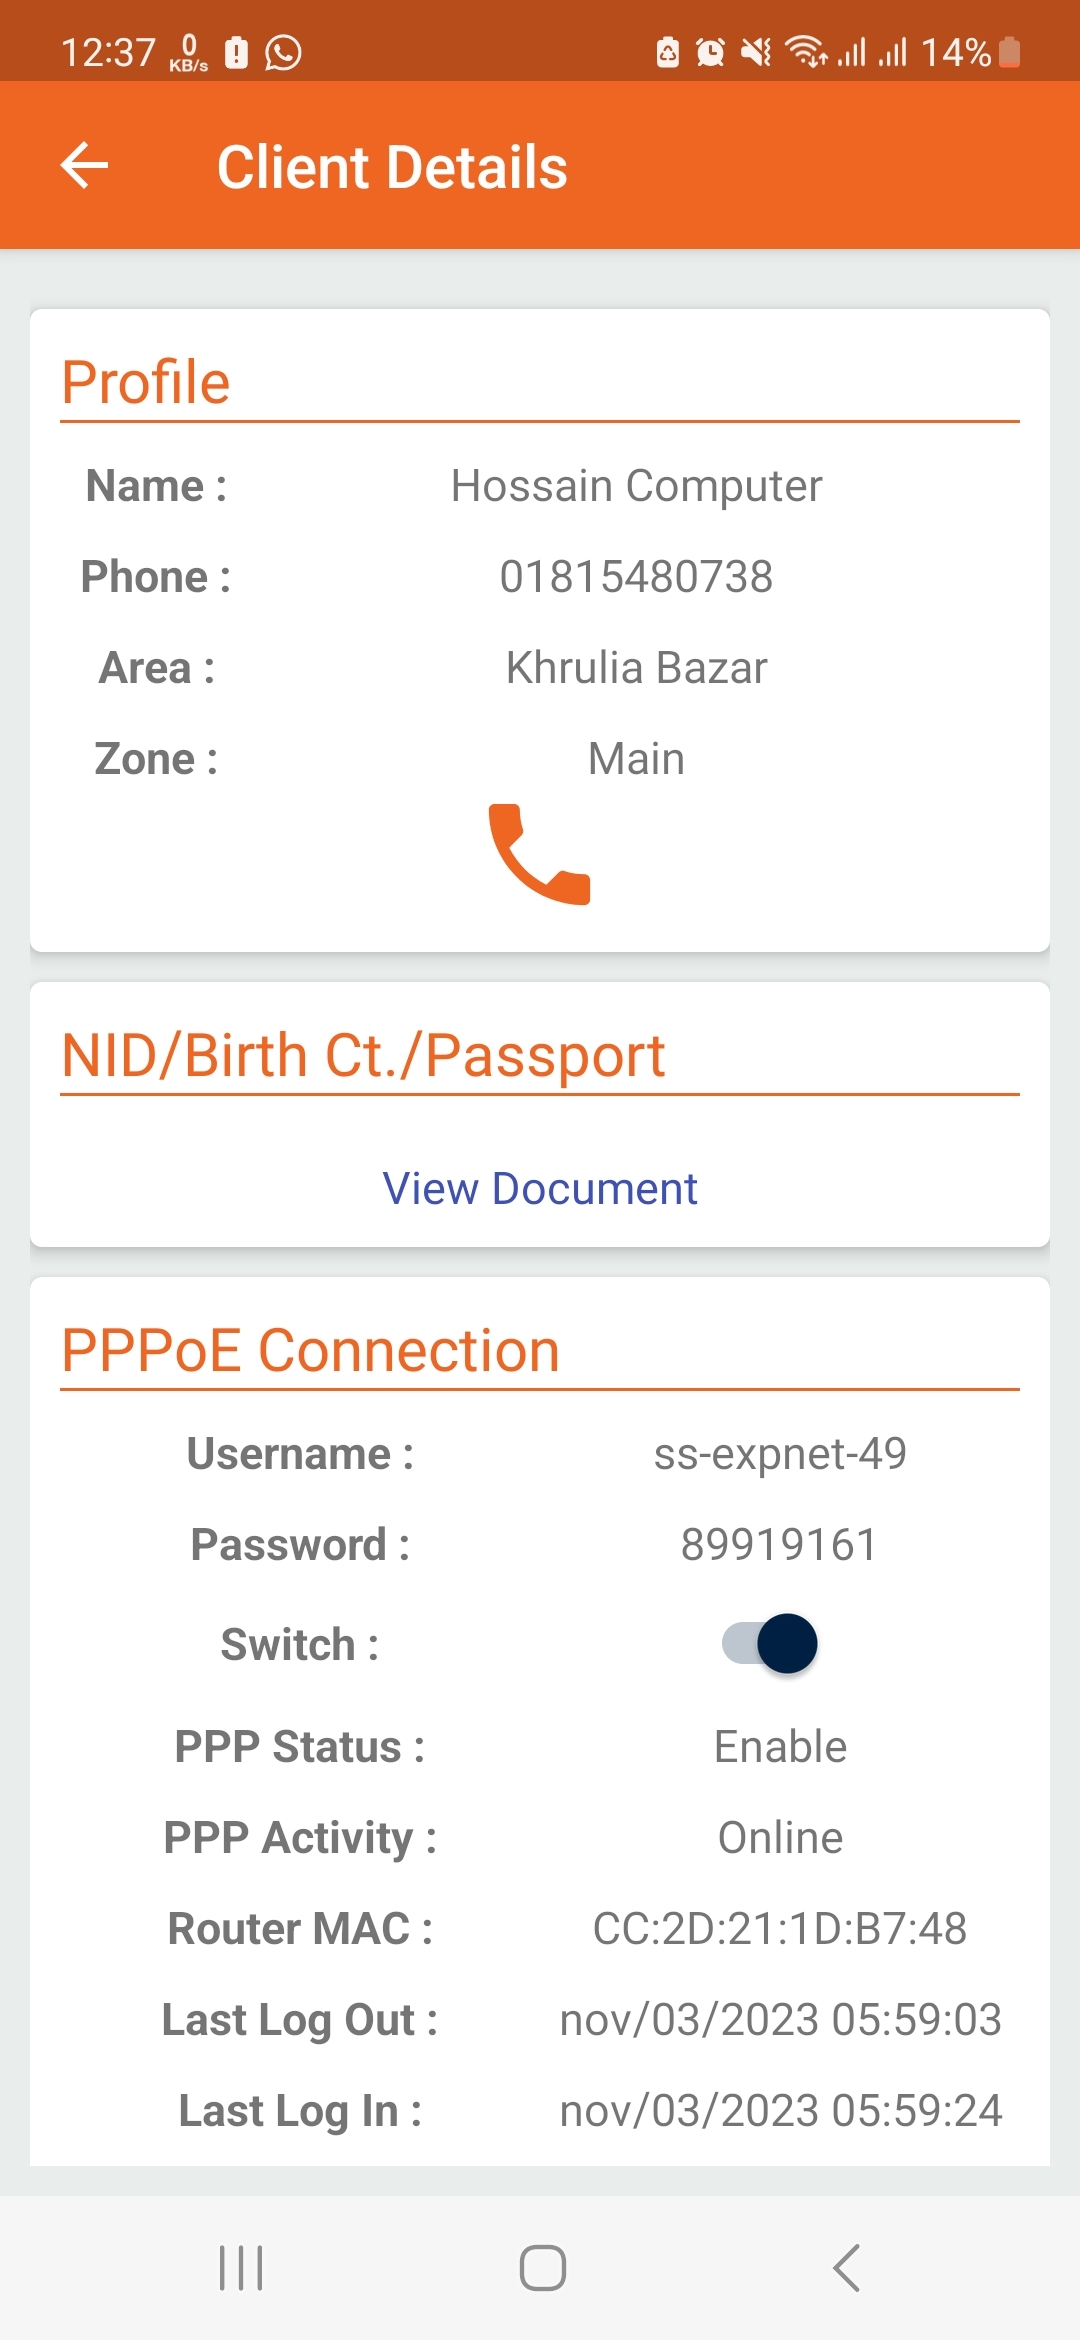 12:37 0 KB/s 14%
Client Details
Profile
Name : Hossain Computer
Phone : 01815480738
Area : Khrulia Bazar
Zone : Main
NID/Birth Ct./Passport
View Document
PPPoE Connection
Username : ss-expnet-49
Password : 89919161
Switch :
PPP Status : Enable
PPP Activity : Online
Router MAC : CC:2D:21:1D:B7:48
Last Log Out : nov/03/2023 05:59:03
Last Log In : nov/03/2023 05:59:24